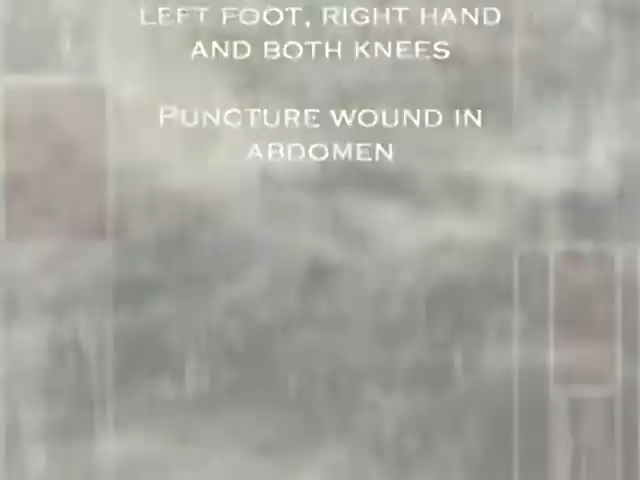 LEFT FOOT, RIGHT HAND
AND BOTH KNEES
PUNCTURE WOUND IN
ABDOMEN